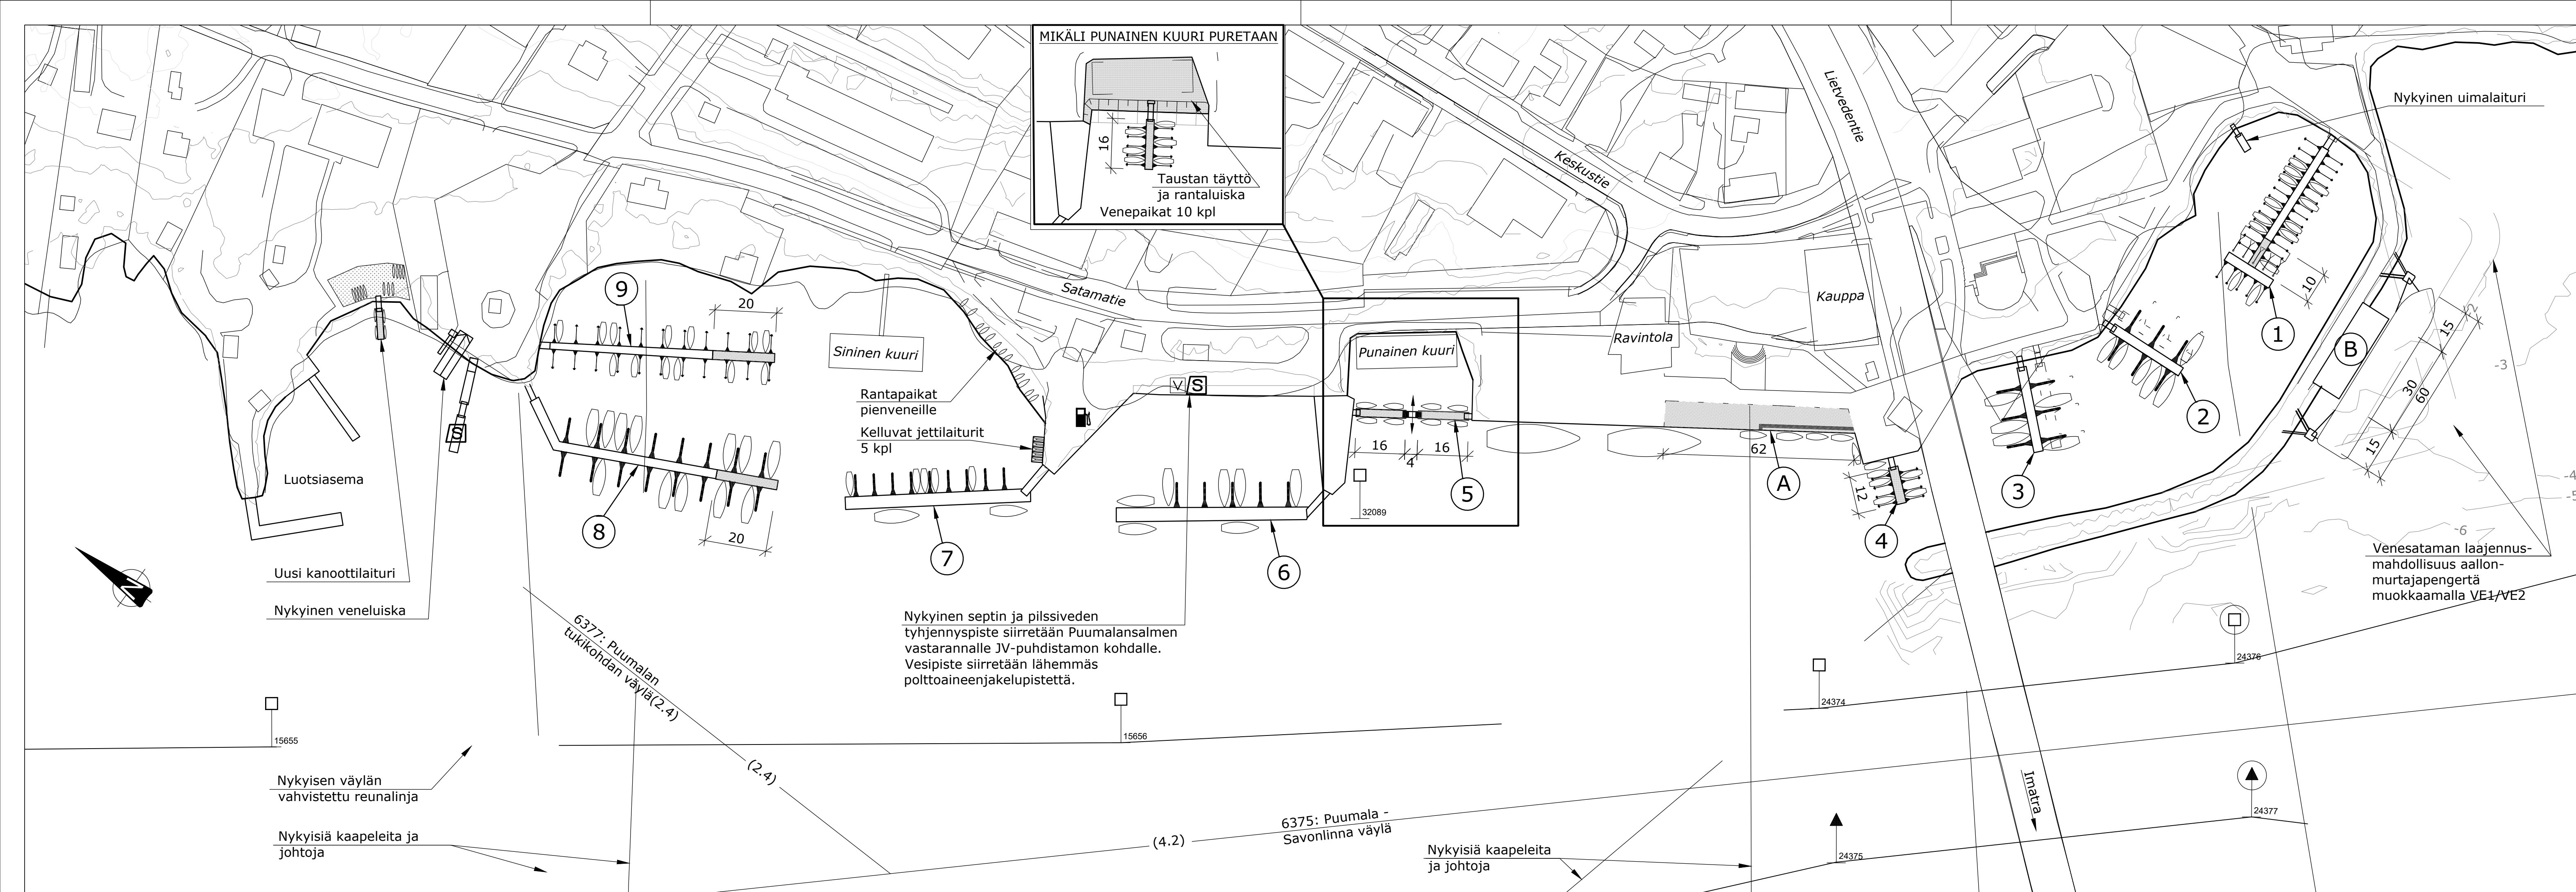 MIKÄLI PUNAINEN KUURI PURETAAN
16
Taustan täyttö
ja rantaluiska
Venepaikat 10 kpl
Lietvedentie
Keskustie
Satamatie
Nykyinen uimalaituri
9
20
Sininen kuuri
Punainen kuuri
Ravintola
Kauppa
10
1
B
15
2
30
60
15
-3
-4
-5
-6
2
3
4
12
A
62
5
16
4
16
32089
V
S
Rantapaikat
pienveneille
Kelluvat jettilaiturit
5 kpl
S
Luotsiasema
8
20
7
6
Uusi kanoottilaituri
Nykyinen veneluiska
N
Nykyinen septin ja pilssiveden
tyhjennyspiste siirretään Puumalansalmen
vastarannalle JV-puhdistamon kohdalle.
Vesipiste siirretään lähemmäs
polttoaineenjakelupistettä.
Venesataman laajennus-
mahdollisuus aallon-
murtajapengertä
muokkaamalla VE1/VE2
6377: Puumalan
tukikohdan väylä(2.4)
(2.4)
15655
15656
24374
24376
24377
24375
Nykyisen väylän
vahvistettu reunalinja
Nykyisiä kaapeleita ja
johtoja
(4.2)
6375: Puumala -
Savonlinna väylä
Nykyisiä kaapeleita
ja johtoja
Imatra